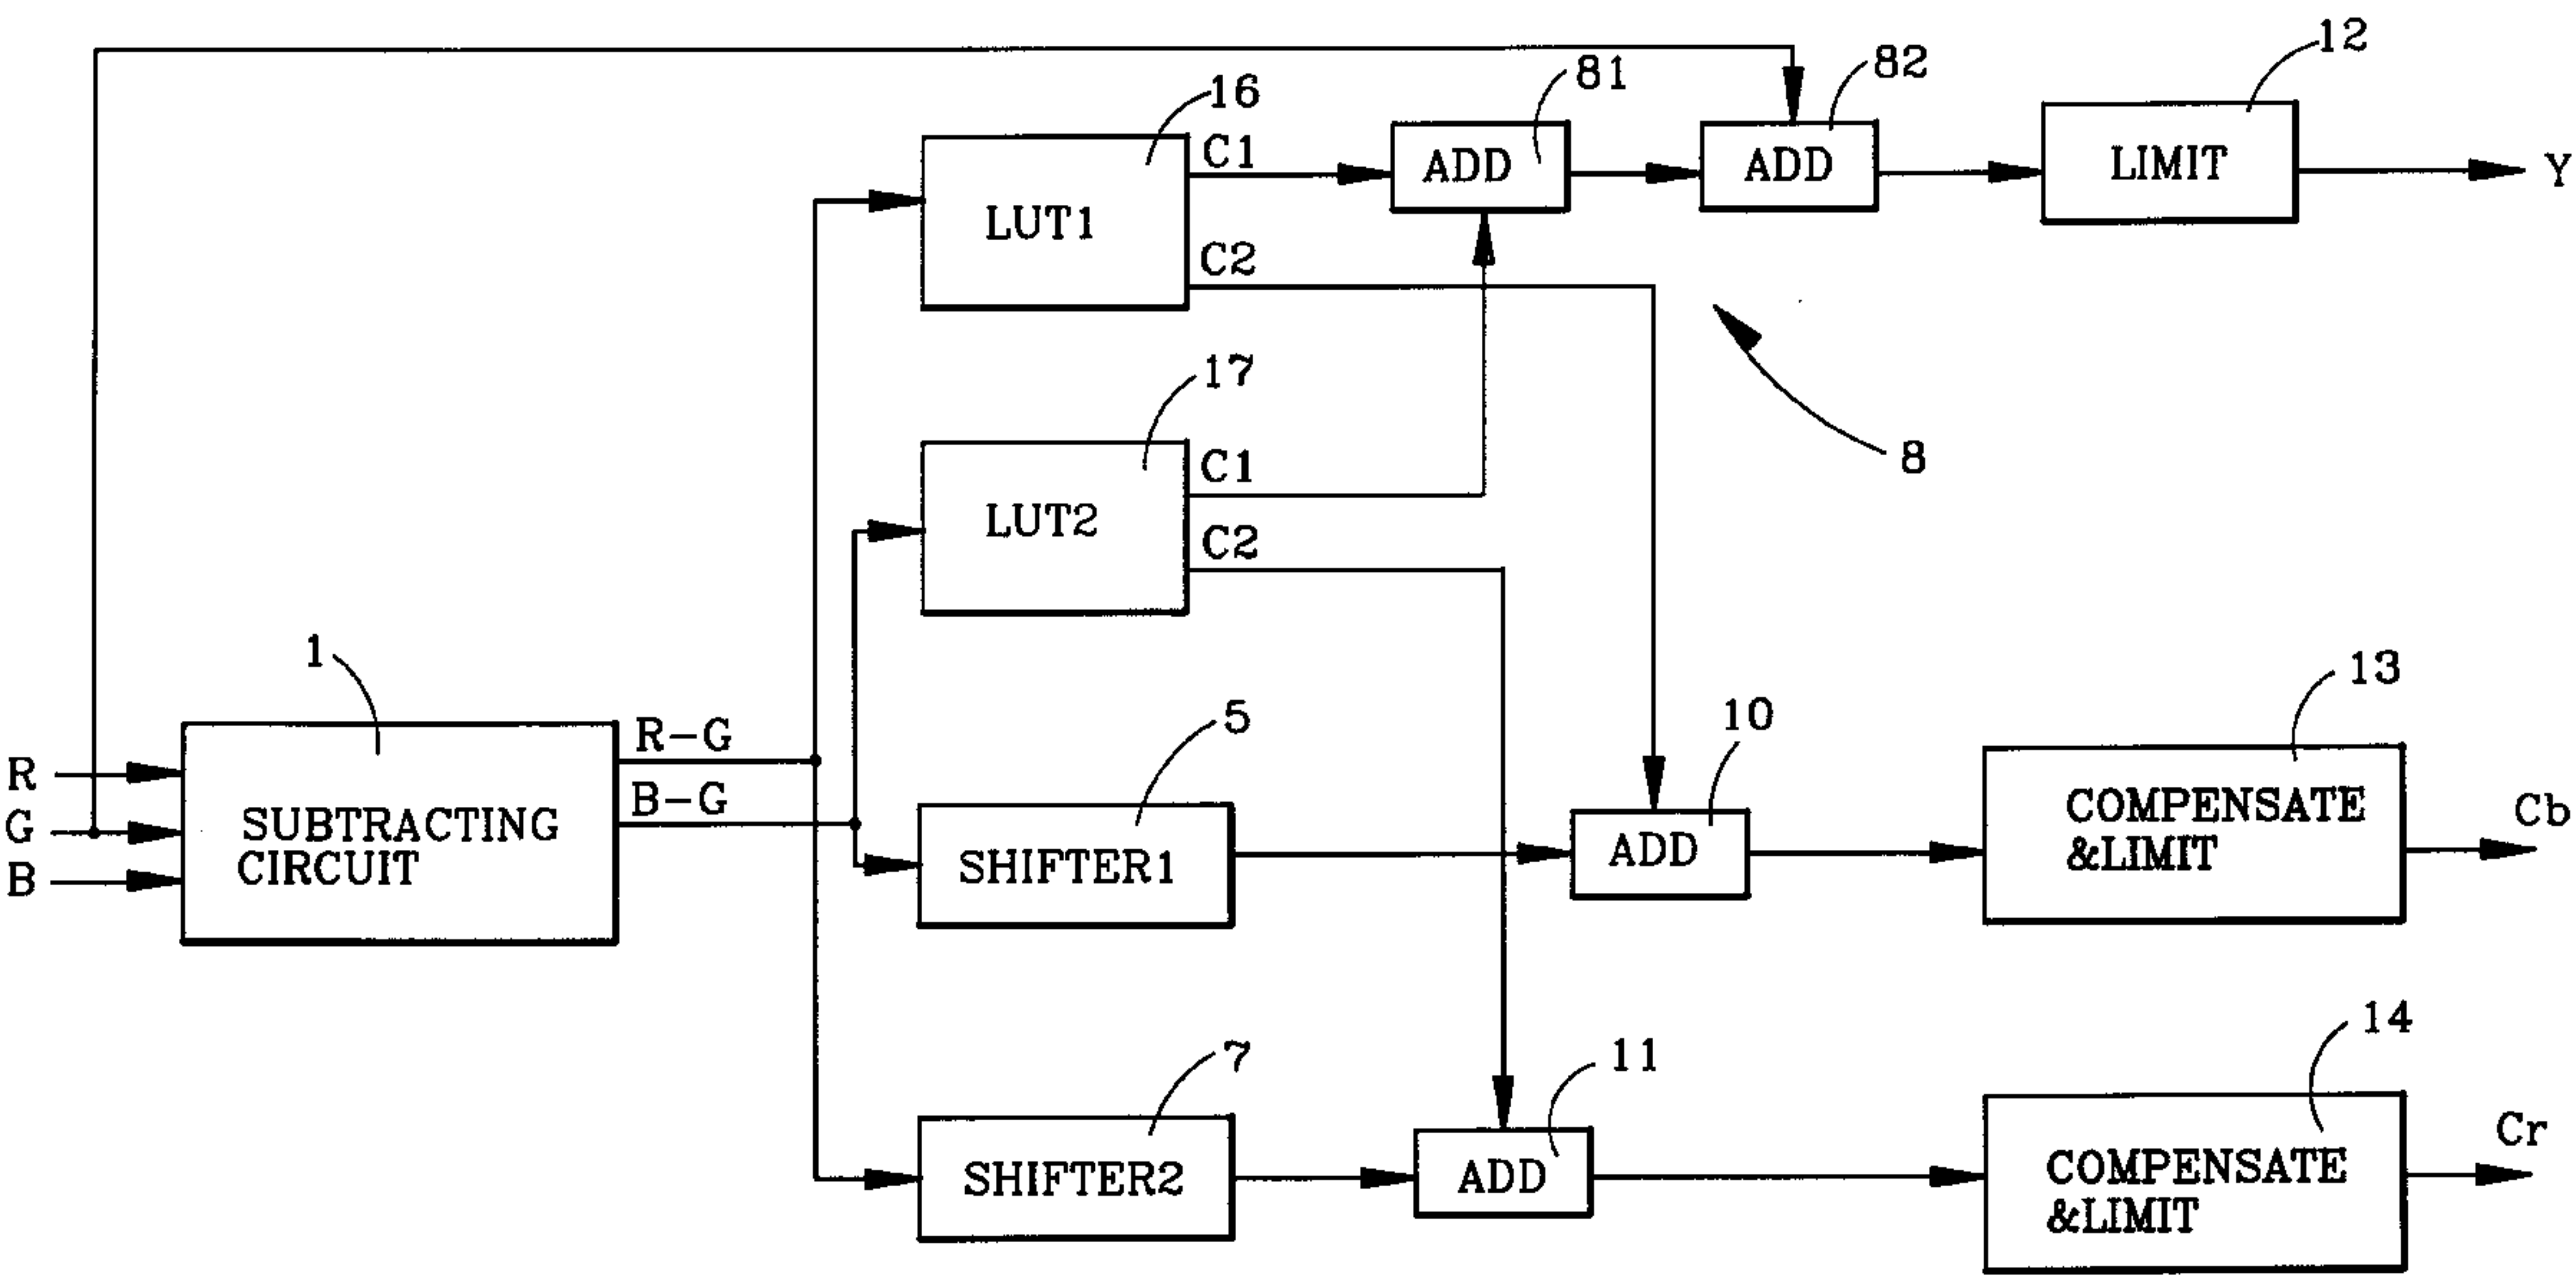 12
81
82
16
C1
ADD
ADD
LIMIT
Y
LUT1
C2
17
8
C1
LUT2
C2
1
13
R-G
5
10
R
B-G
COMPENSATE
&LIMIT
Cb
G
SUBTRACTING
CIRCUIT
SHIFTER1
ADD
B
14
7
11
Cr
SHIFTER2
ADD
COMPENSATE
&LIMIT